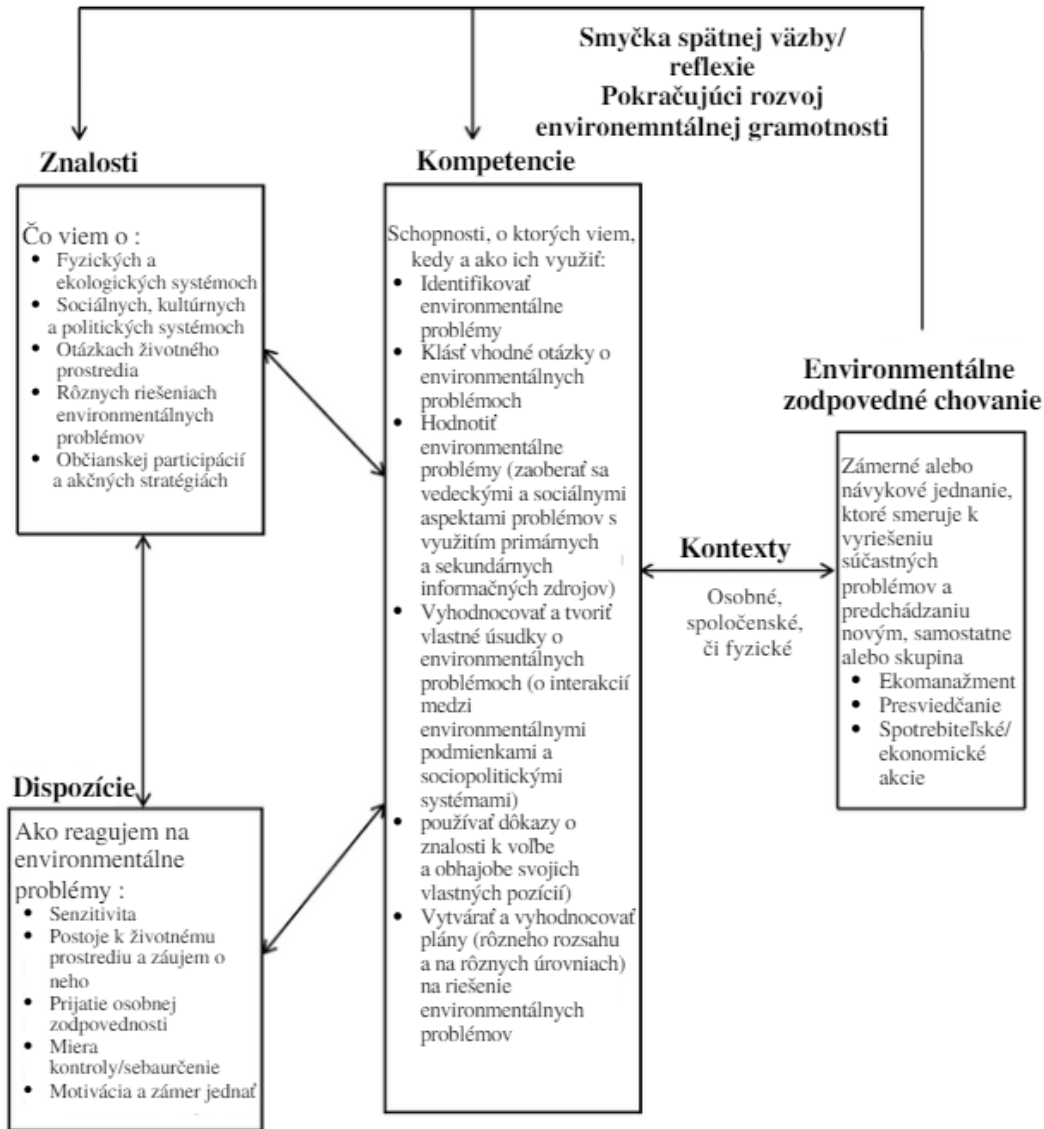 Smyčka spätnej väzby/
reflexie
Pokračujúci rozvoj
environemntálnej gramotnosti
Znalosti
Čo viem o :
• Fyzických a
ekologických systémoch
• Sociálnych, kultúrnych
a politických systémoch
• Otázkach životného
prostredia
• Rôznych riešeniach
environmentálnych
problémov
• Občianskej participácií
a akčných stratégiách
Dispozície
Ako reagujem na
environmentálne
problémy :
• Senzitivita
• Postoje k životnému
prostrediu a záujem o
neho
• Prijatie osobnej
zodpovednosti
• Miera
kontroly/sebaurčenie
• Motivácia a zámer jednať
Kompetencie
Schopnosti, o ktorých viem,
kedy a ako ich využiť:
• Identifikovať
environmentálne
problémy
• Klásť vhodné otázky o
environmentálnych
problémoch
• Hodnotiť
environmentálne
problémy (zaoberať sa
vedeckými a sociálnymi
aspektami problémov s
využitím primárnych
a sekundárnych
informačných zdrojov)
• Vyhodnocovať a tvoriť
vlastné úsudky o
environmentálnych
problémoch (o interakcií
medzi
environmentálnymi
podmienkami a
sociopolitickými
systémami)
• používať dôkazy o
znalosti k voľbe
a obhajobe svojich
vlastných pozícií)
• Vytvárať a vyhodnocovať
plány (rôzneho rozsahu
a na rôznych úrovniach)
na riešenie
environmentálnych
problémov
Kontexty
Osobné,
spoločenské,
či fyzické
Environmentálne
zodpovedné chovanie
Zámerné alebo
návykové jednanie,
ktoré smeruje k
vyriešeniu
súčastných
problémov a
predchádzaniu
novým, samostatne
alebo skupina
• Ekomanažment
• Presviedčanie
• Spotrebiteľské/
ekonomické
akcie